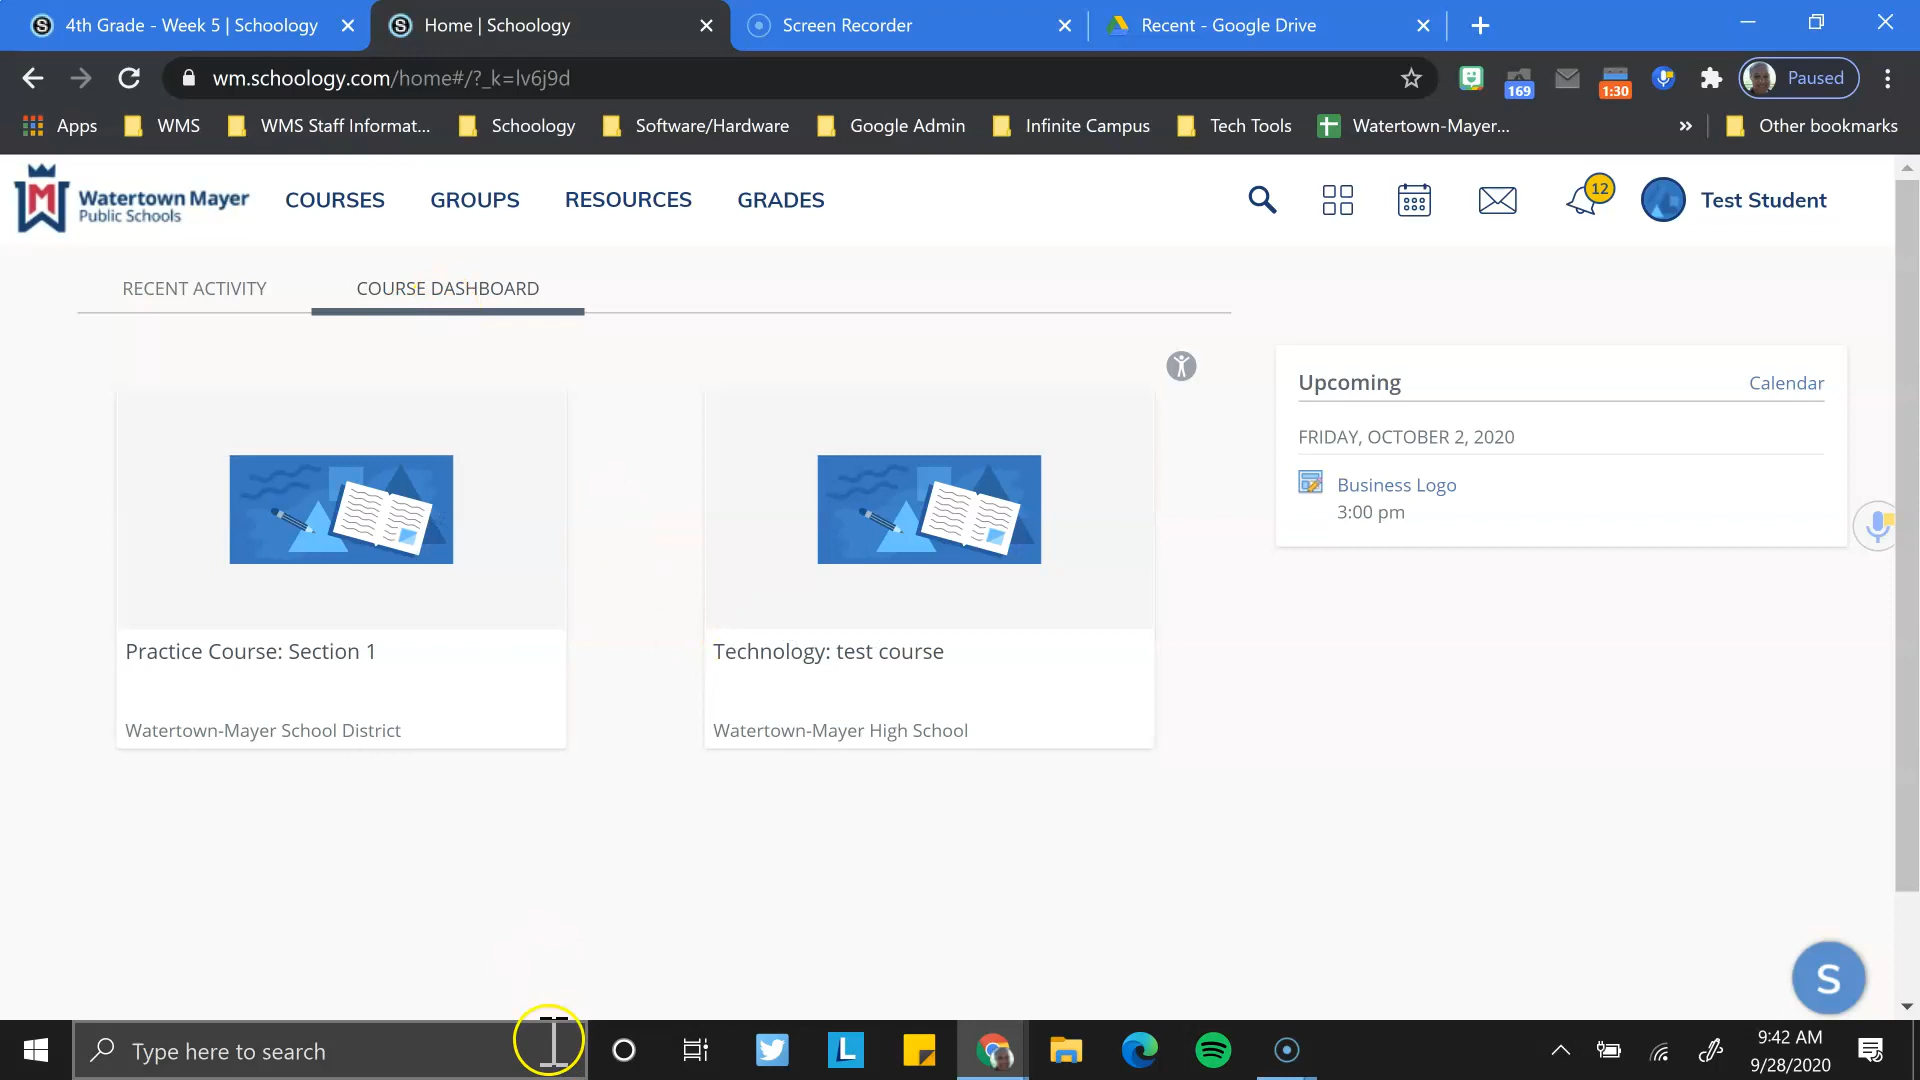 4th Grade - Week 5 | Schoology
Home | Schoology
Screen Recorder
Recent - Google Drive
wm.schoology.com/home#/?_k=lv6j9d
169
1:30
Paused
Apps
WMS
WMS Staff Informat...
Schoology
Software/Hardware
Google Admin
Infinite Campus
Tech Tools
Watertown-Mayer...
Other bookmarks
Watertown Mayer
Public Schools
COURSES
GROUPS
RESOURCES
GRADES
12
Test Student
RECENT ACTIVITY
COURSE DASHBOARD
Upcoming
Calendar
FRIDAY, OCTOBER 2, 2020
Business Logo
3:00 pm
Practice Course: Section 1
Watertown-Mayer School District
Technology: test course
Watertown-Mayer High School
S
Type here to search
9:42 AM
9/28/2020